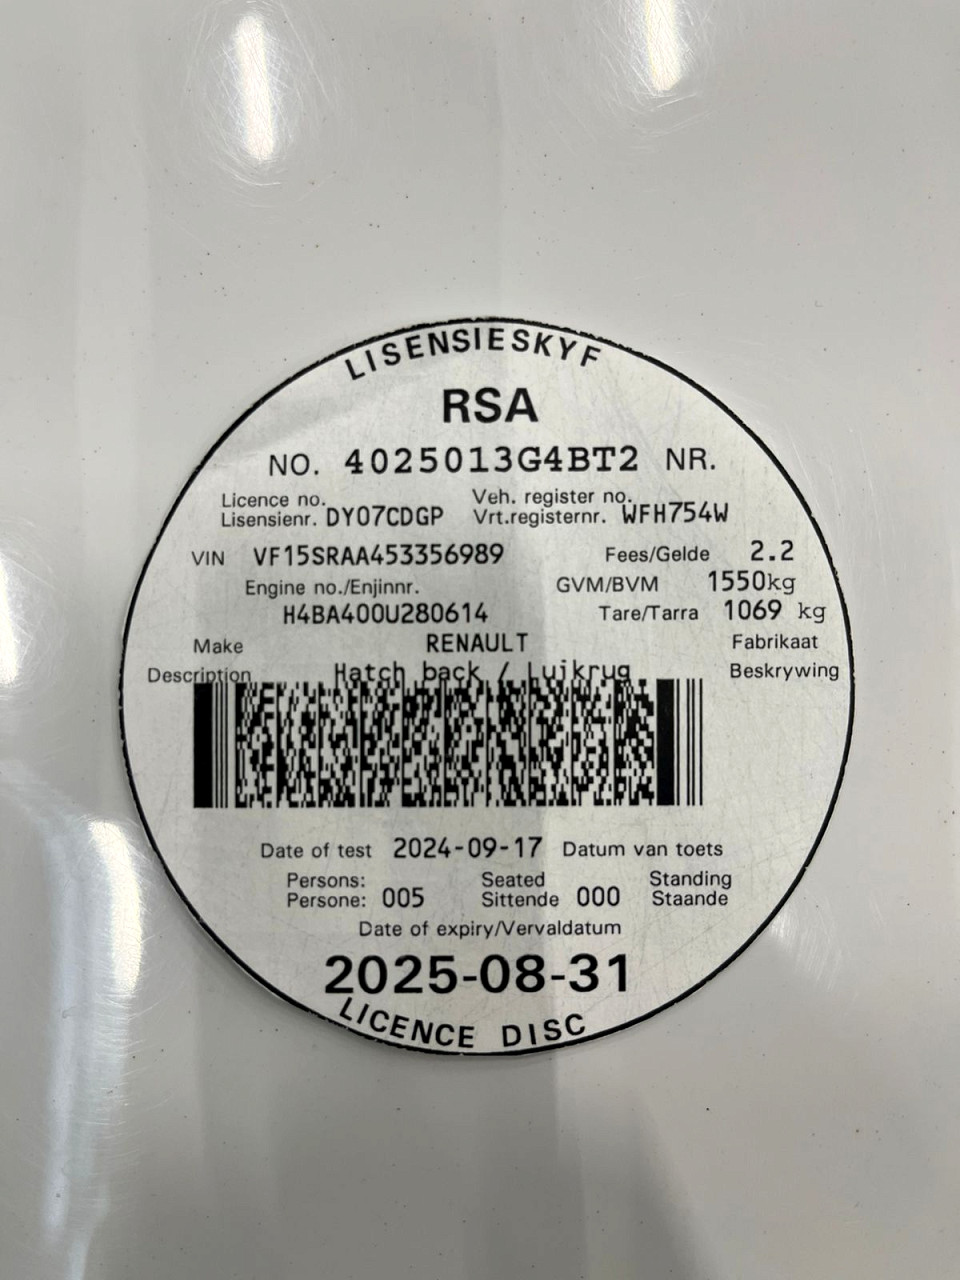 LISENSIESKYF
RSA
NO. 4025013G4BT2 NR.
Licence no. Veh. register no.
Lisensienr. DY07CDGP Vrt.registernr. WFH754W
VIN VF15SRAA453356989 Fees/Gelde 2.2
Engine no./Enjinnr. GVM/BVM 1550kg
H4BA400U280614 Tare/Tarra 1069 kg
Make RENAULT Fabrikaat
Description Hatch back / Luikrug Beskrywing
Date of test 2024-09-17 Datum van toets
Persons: Seated Standing
Persone: 005 Sittende 000 Staande
Date of expiry/Vervaldatum
2025-08-31
LICENCE DISC